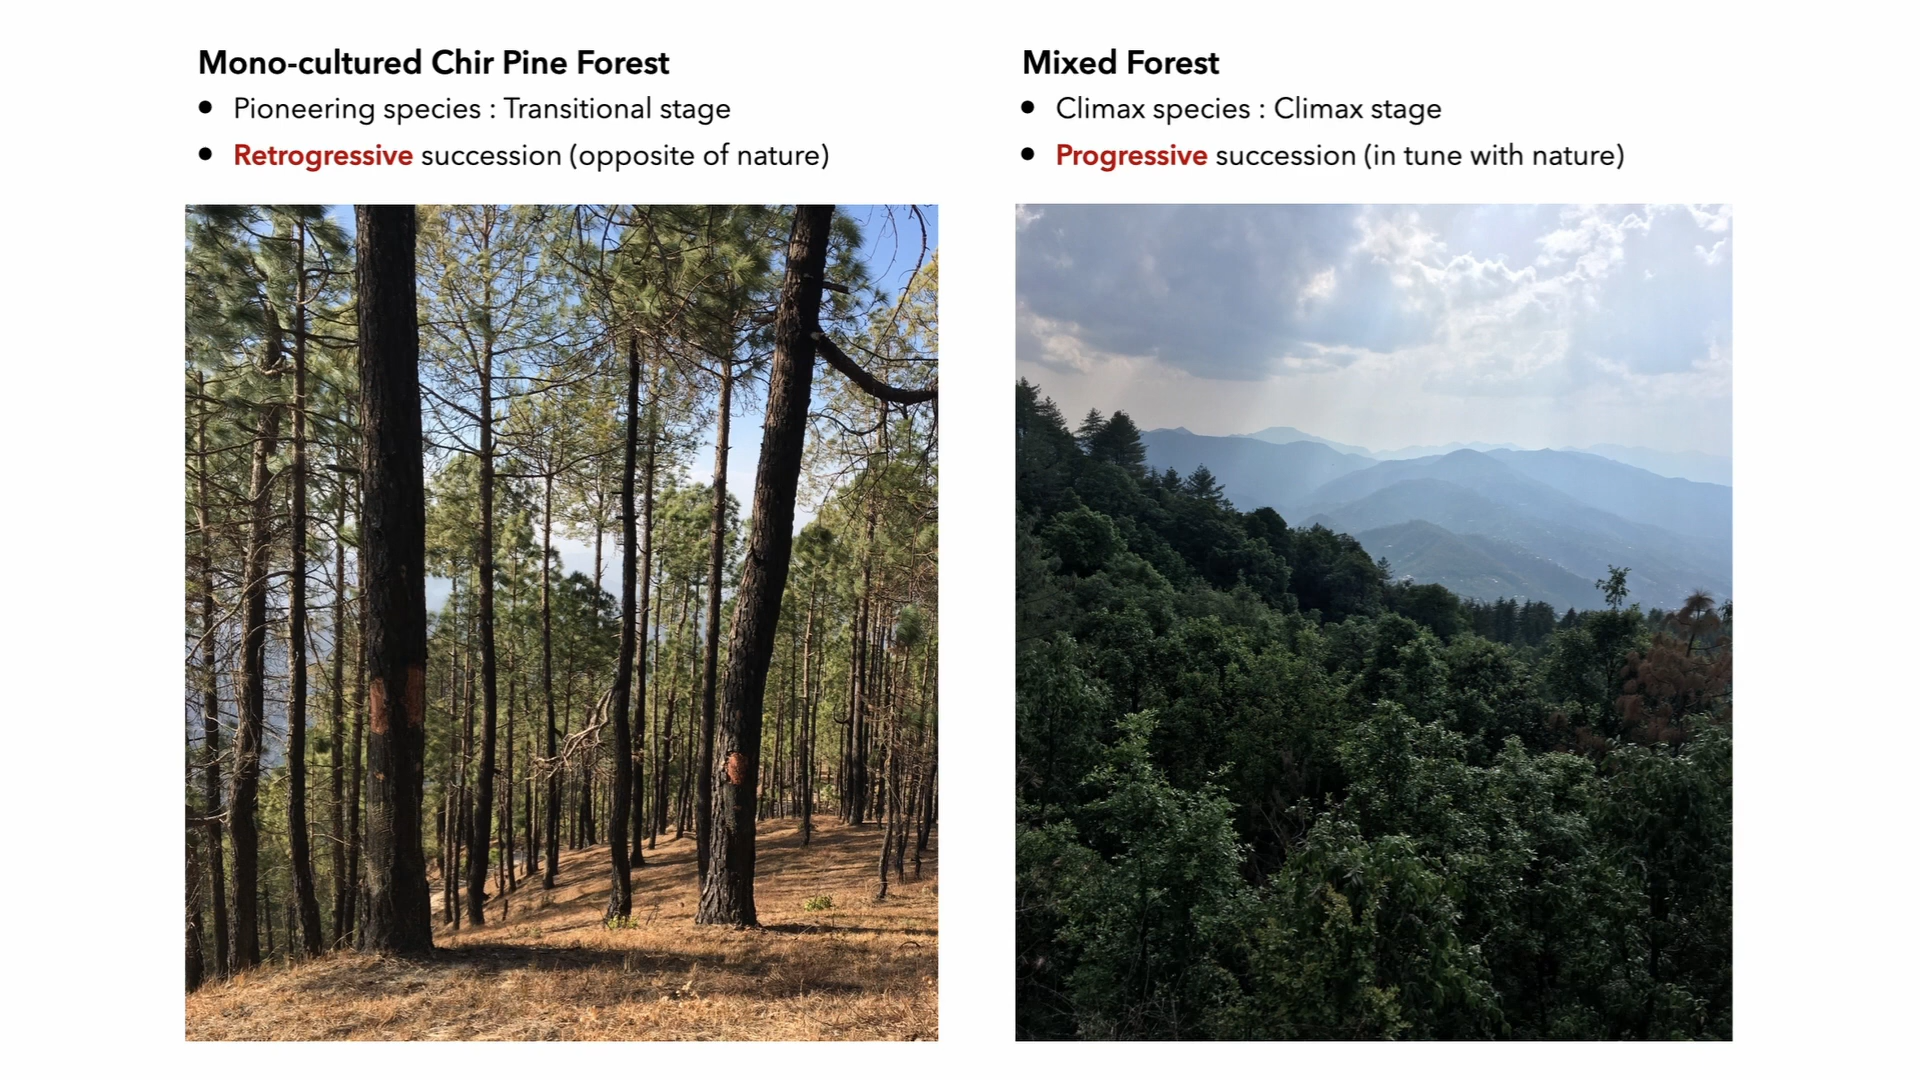 Mono-cultured Chir Pine Forest
• Pioneering species : Transitional stage
• Retrogressive succession (opposite of nature)
Mixed Forest
• Climax species : Climax stage
• Progressive succession (in tune with nature)